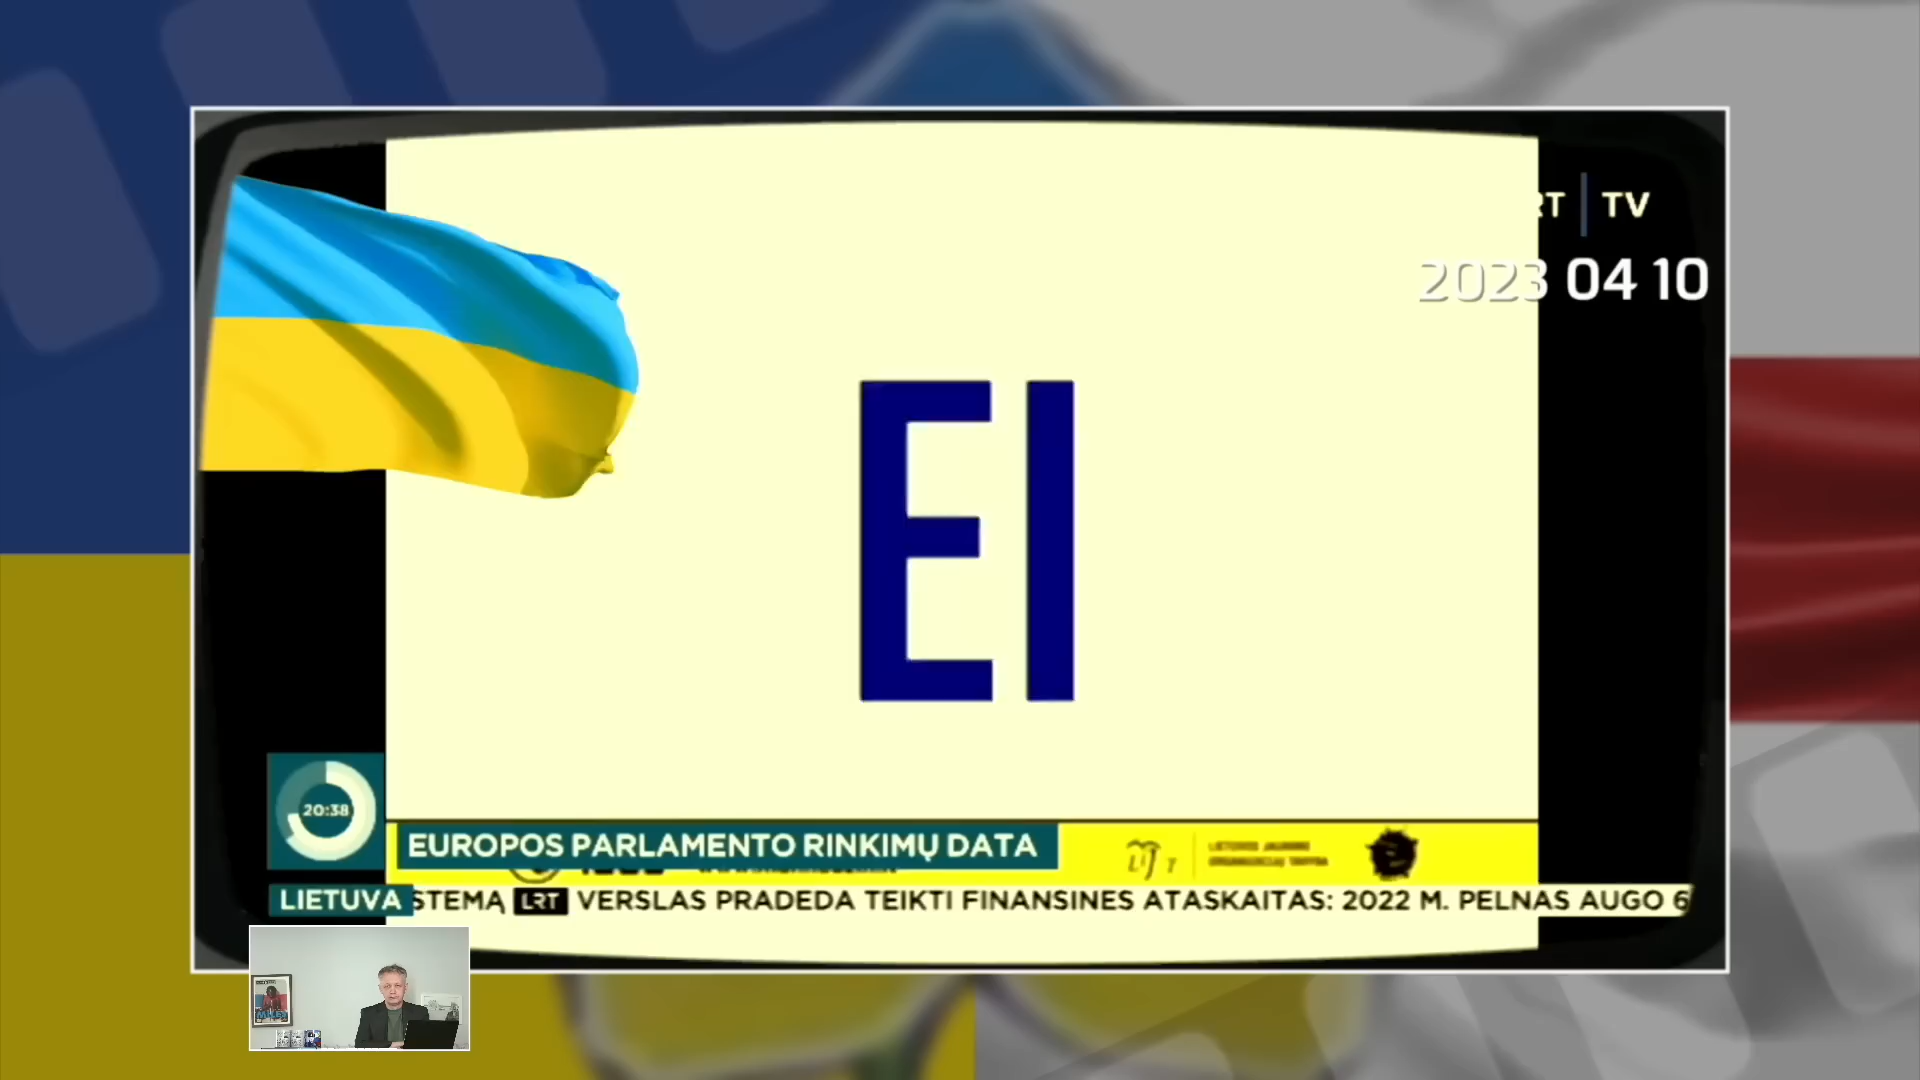 RT TV
2023 04 10
EI
20:38
EUROPOS PARLAMENTO RINKIMŲ DATA
LIETUVA STEMĄ LRT VERSLAS PRADEDA TEIKTI FINANSINES ATASKAITAS: 2022 M. PELNAS AUGO 6